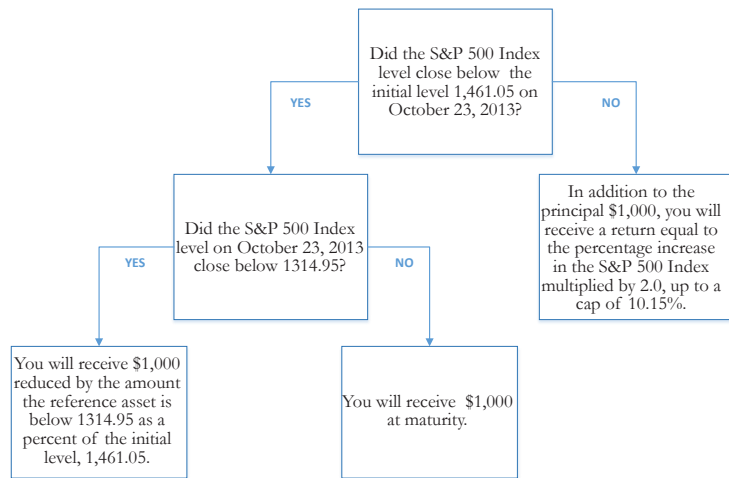 Did the S&P 500 Index
level close below the
initial level 1,461.05 on
October 23, 2013?
YES
NO
Did the S&P 500 Index
level on October 23, 2013
close below 1314.95?
In addition to the
principal $1,000, you will
receive a return equal to
the percentage increase
in the S&P 500 Index
multiplied by 2.0, up to a
cap of 10.15%.
YES
NO
You will receive $1,000
reduced by the amount
the reference asset is
below 1314.95 as a
percent of the initial
level, 1,461.05.
You will receive $1,000
at maturity.